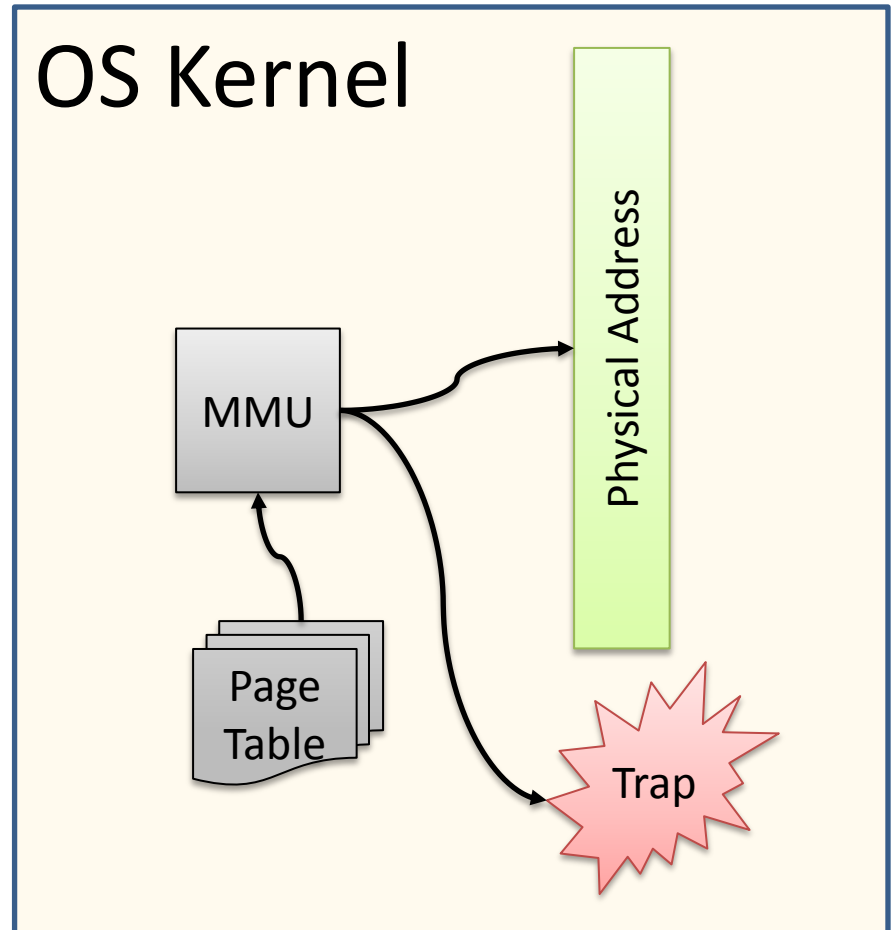 OS Kernel
Physical Address
MMU
Page
Table
Trap